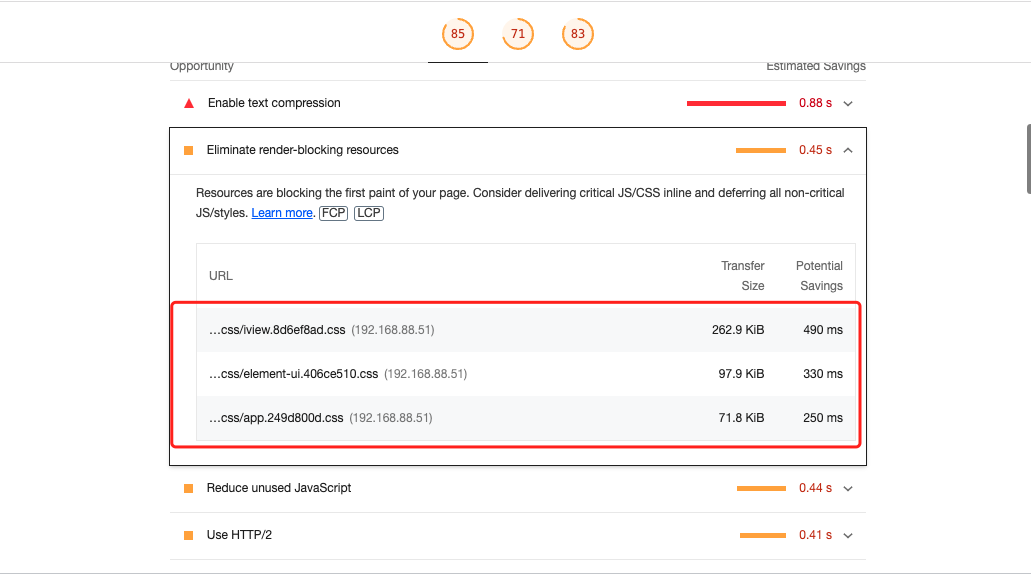 85 71 83
Opportunity Estimated Savings
Enable text compression 0.88 s
Eliminate render-blocking resources 0.45 s
Resources are blocking the first paint of your page. Consider delivering critical JS/CSS inline and deferring all non-critical
JS/styles. Learn more. FCP LCP
URL Transfer Size Potential Savings
...css/iview.8d6ef8ad.css (192.168.88.51) 262.9 KiB 490 ms
...css/element-ui.406ce510.css (192.168.88.51) 97.9 KiB 330 ms
...css/app.249d800d.css (192.168.88.51) 71.8 KiB 250 ms
Reduce unused JavaScript 0.44 s
Use HTTP/2 0.41 s